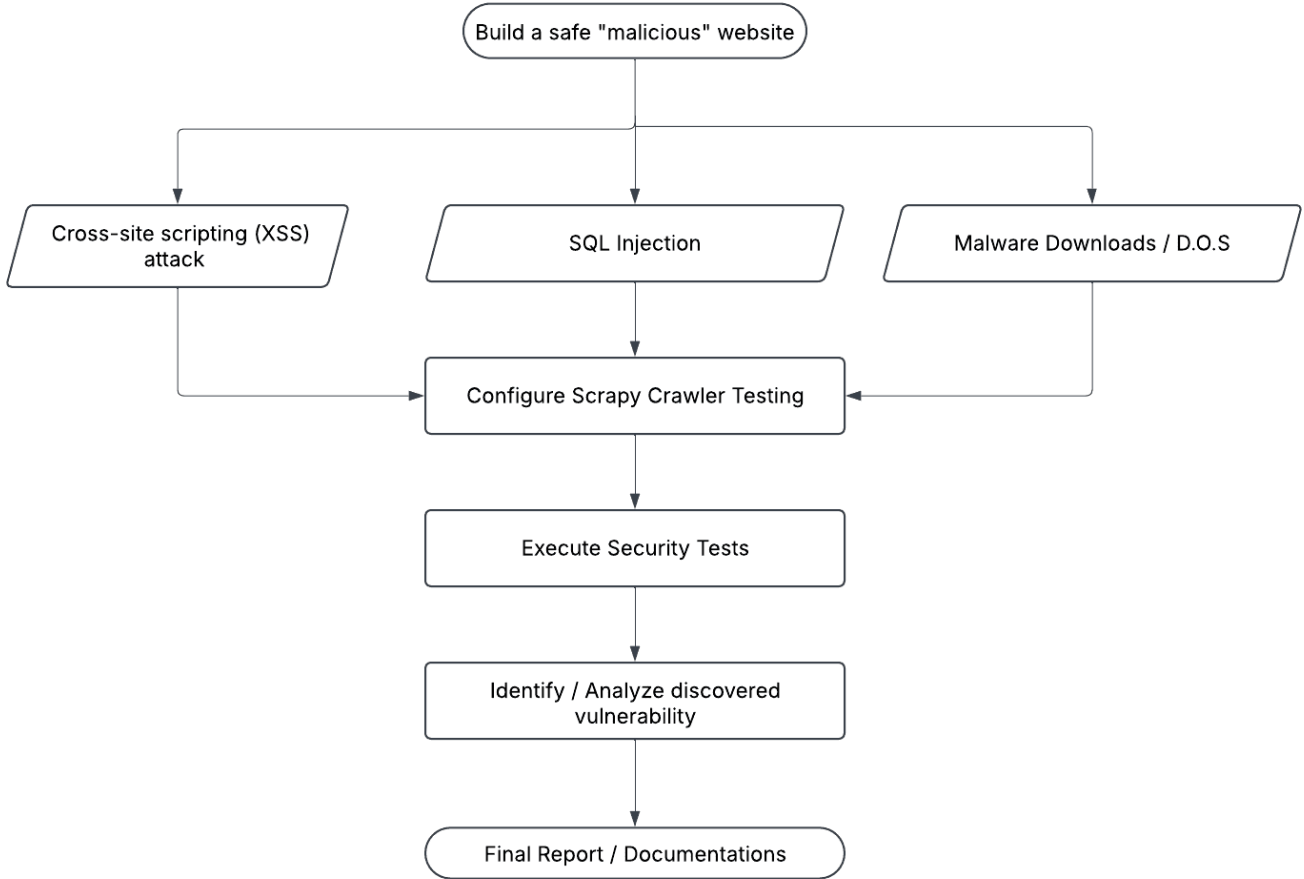 Build a safe "malicious" website
Cross-site scripting (XSS)
attack
SQL Injection
Malware Downloads / D.O.S
Configure Scrapy Crawler Testing
Execute Security Tests
Identify / Analyze discovered
vulnerability
Final Report / Documentations